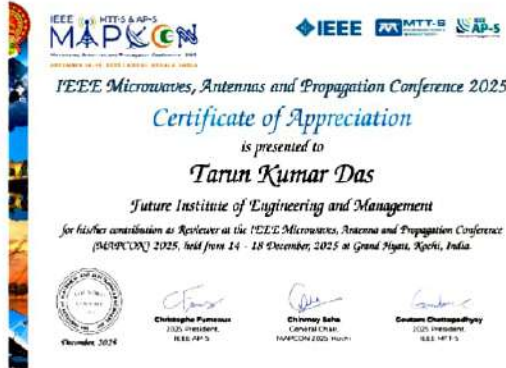 IEEE MTT-S & AP-S
MAPCON
IEEE
MTT-S
IEEE AP-S
IEEE Microwaves, Antennas and Propagation Conference 2025
Certificate of Appreciation
is presented to
Tarun Kumar Das
Future Institute of Engineering and Management
for his/her contribution as Reviewer at the IEEE Microwaves, Antenna and Propagation Conference
(MAPCON) 2025, held from 14 - 18 December, 2025 at Grand Hyatt, Kochi, India.
December, 2025
Christophe Fumeaux
2025 President,
IEEE AP-S
Chinmoy Saha
General Chair,
MAPCON 2025 Kochi
Goutam Chattopadhyay
2025 President,
IEEE MTT-S